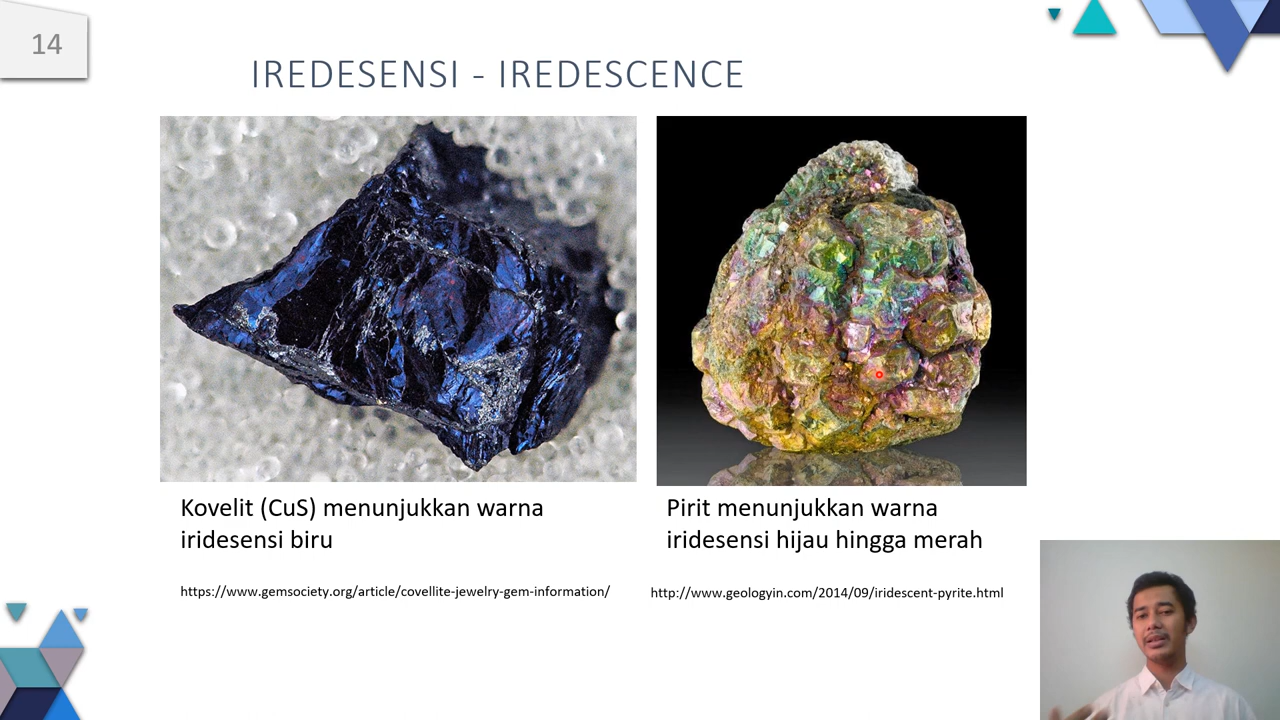 14
IREDESENSI - IREDESCENCE
Kovelit (CuS) menunjukkan warna
iridesensi biru
https://www.gemsociety.org/article/covellite-jewelry-gem-information/
Pirit menunjukkan warna
iridesensi hijau hingga merah
http://www.geologyin.com/2014/09/iridescent-pyrite.html